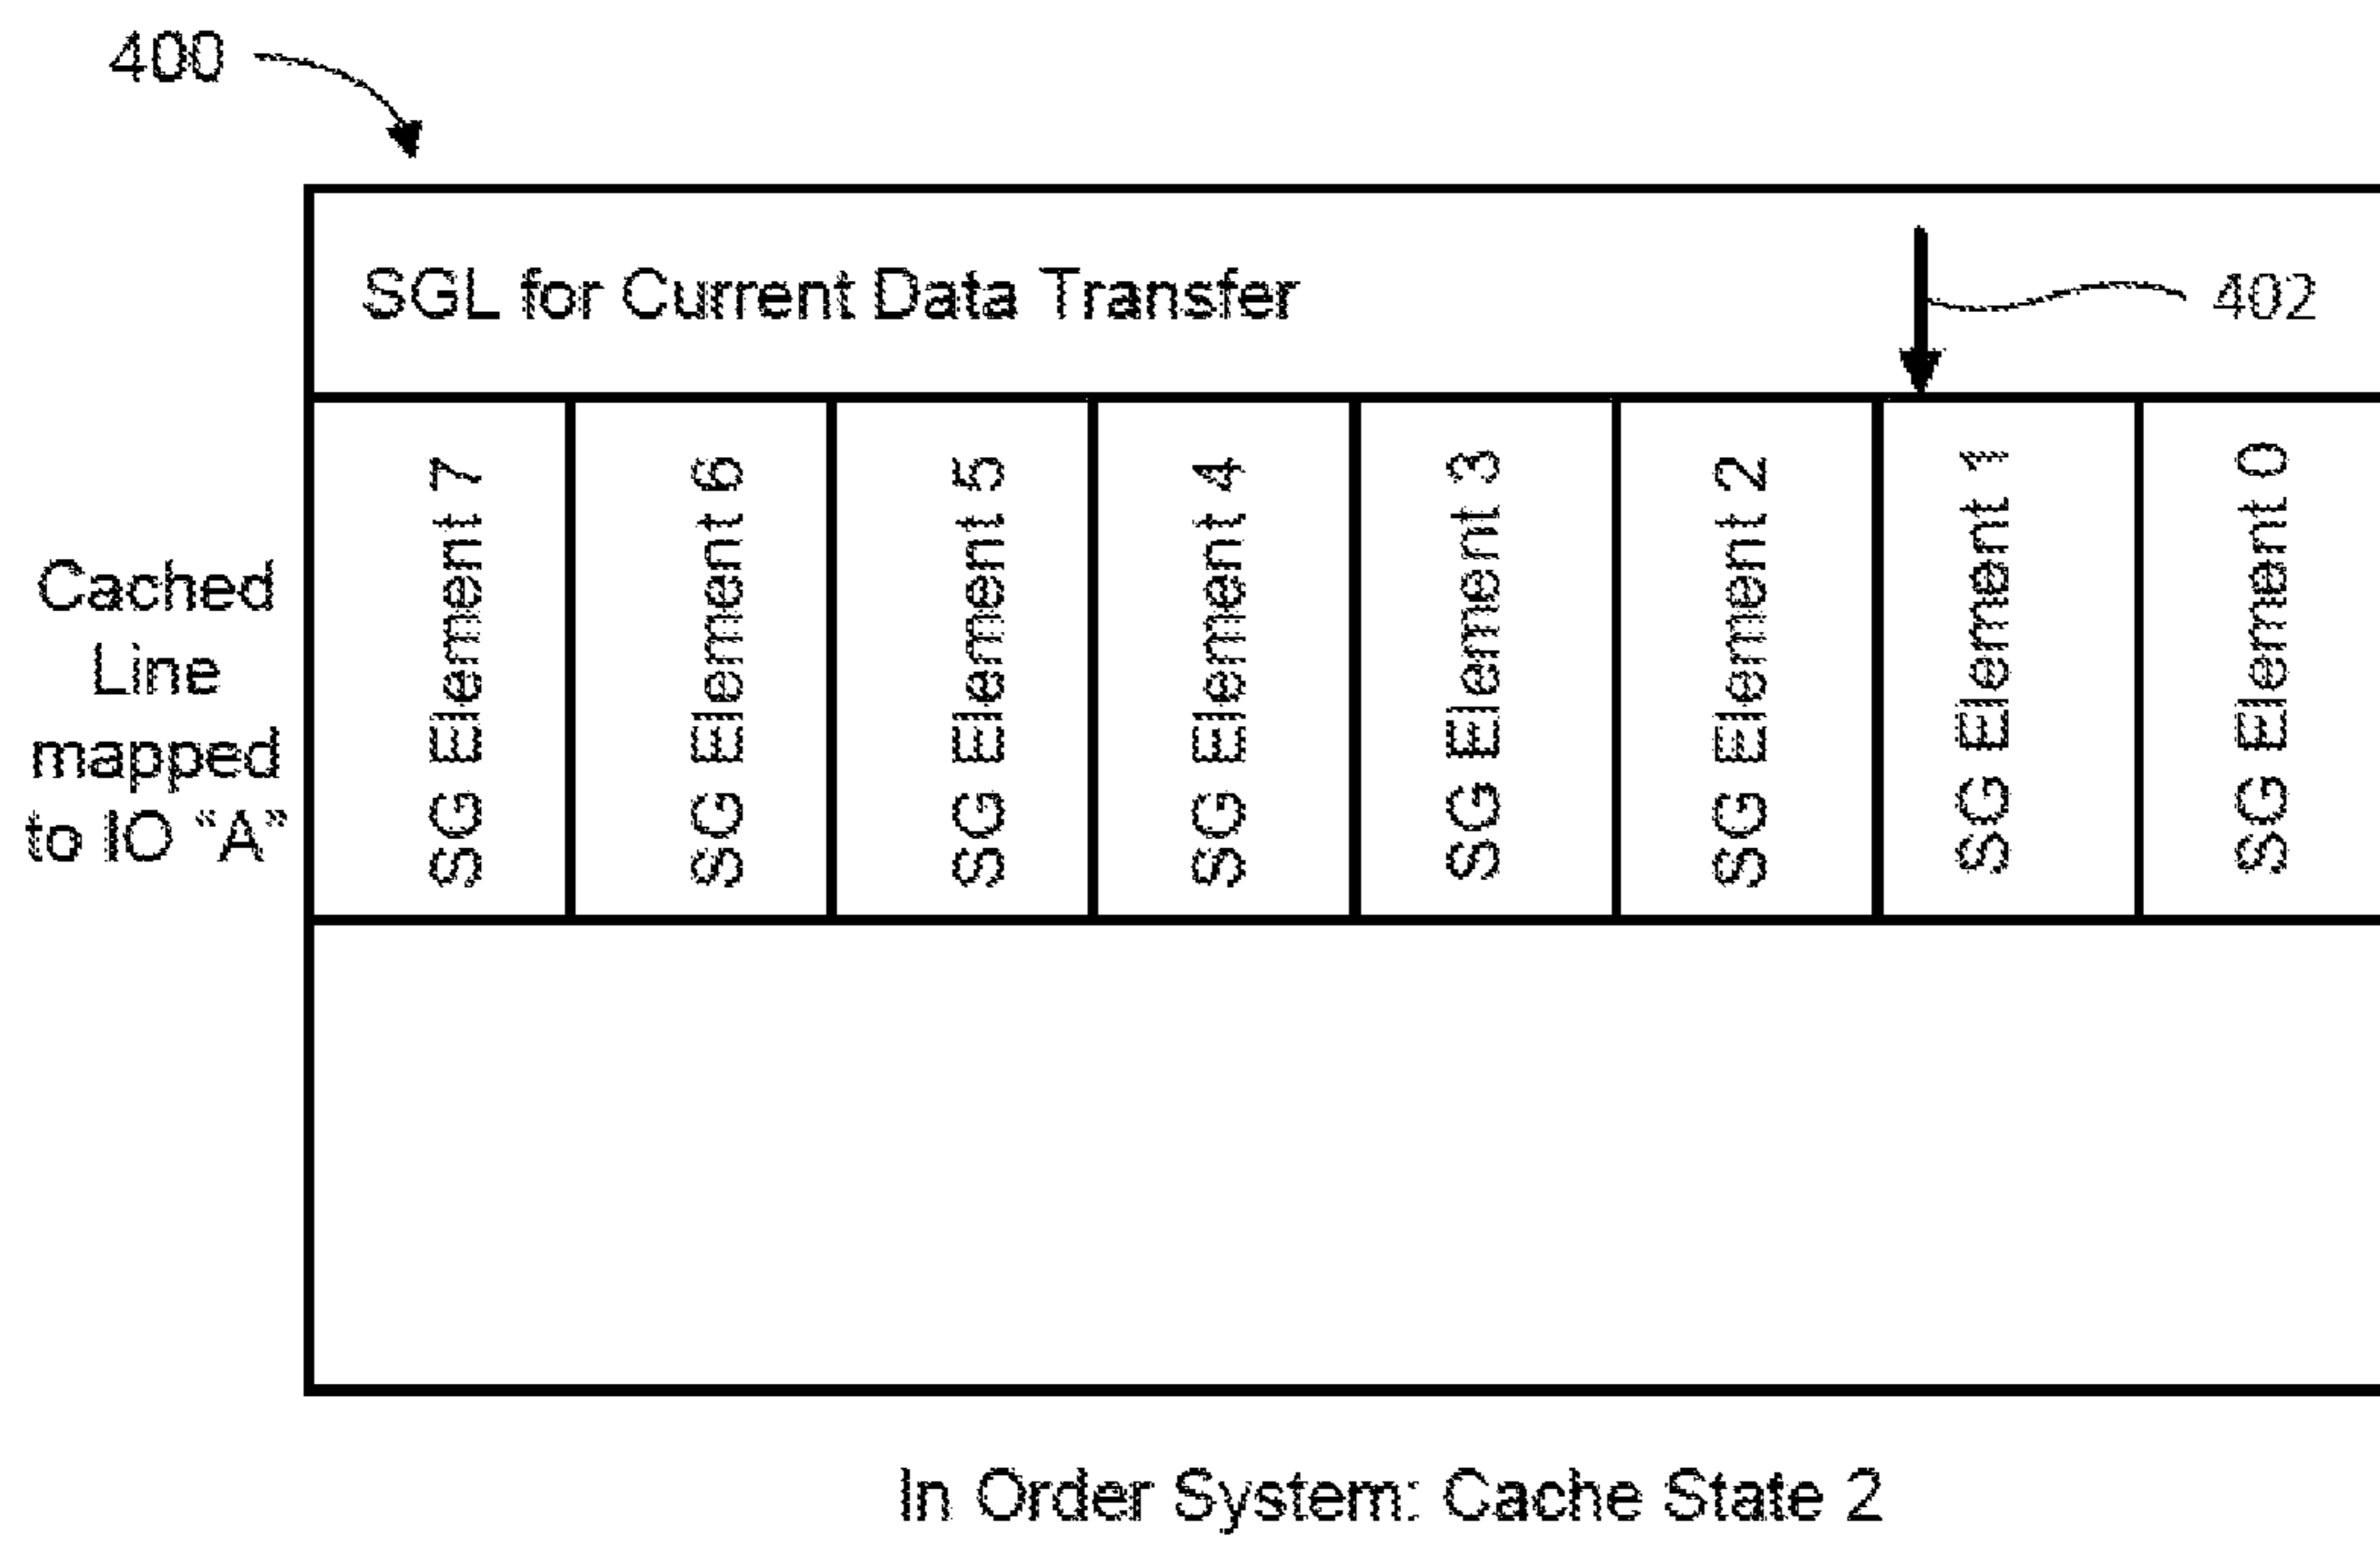 400
SGL for Current Data Transfer
402
Cached
Line
mapped
to IO “A”
SG Element 7
SG Element 6
SG Element 5
SG Element 4
SG Element 3
SG Element 2
SG Element 1
SG Element 0
In Order System: Cache State 2